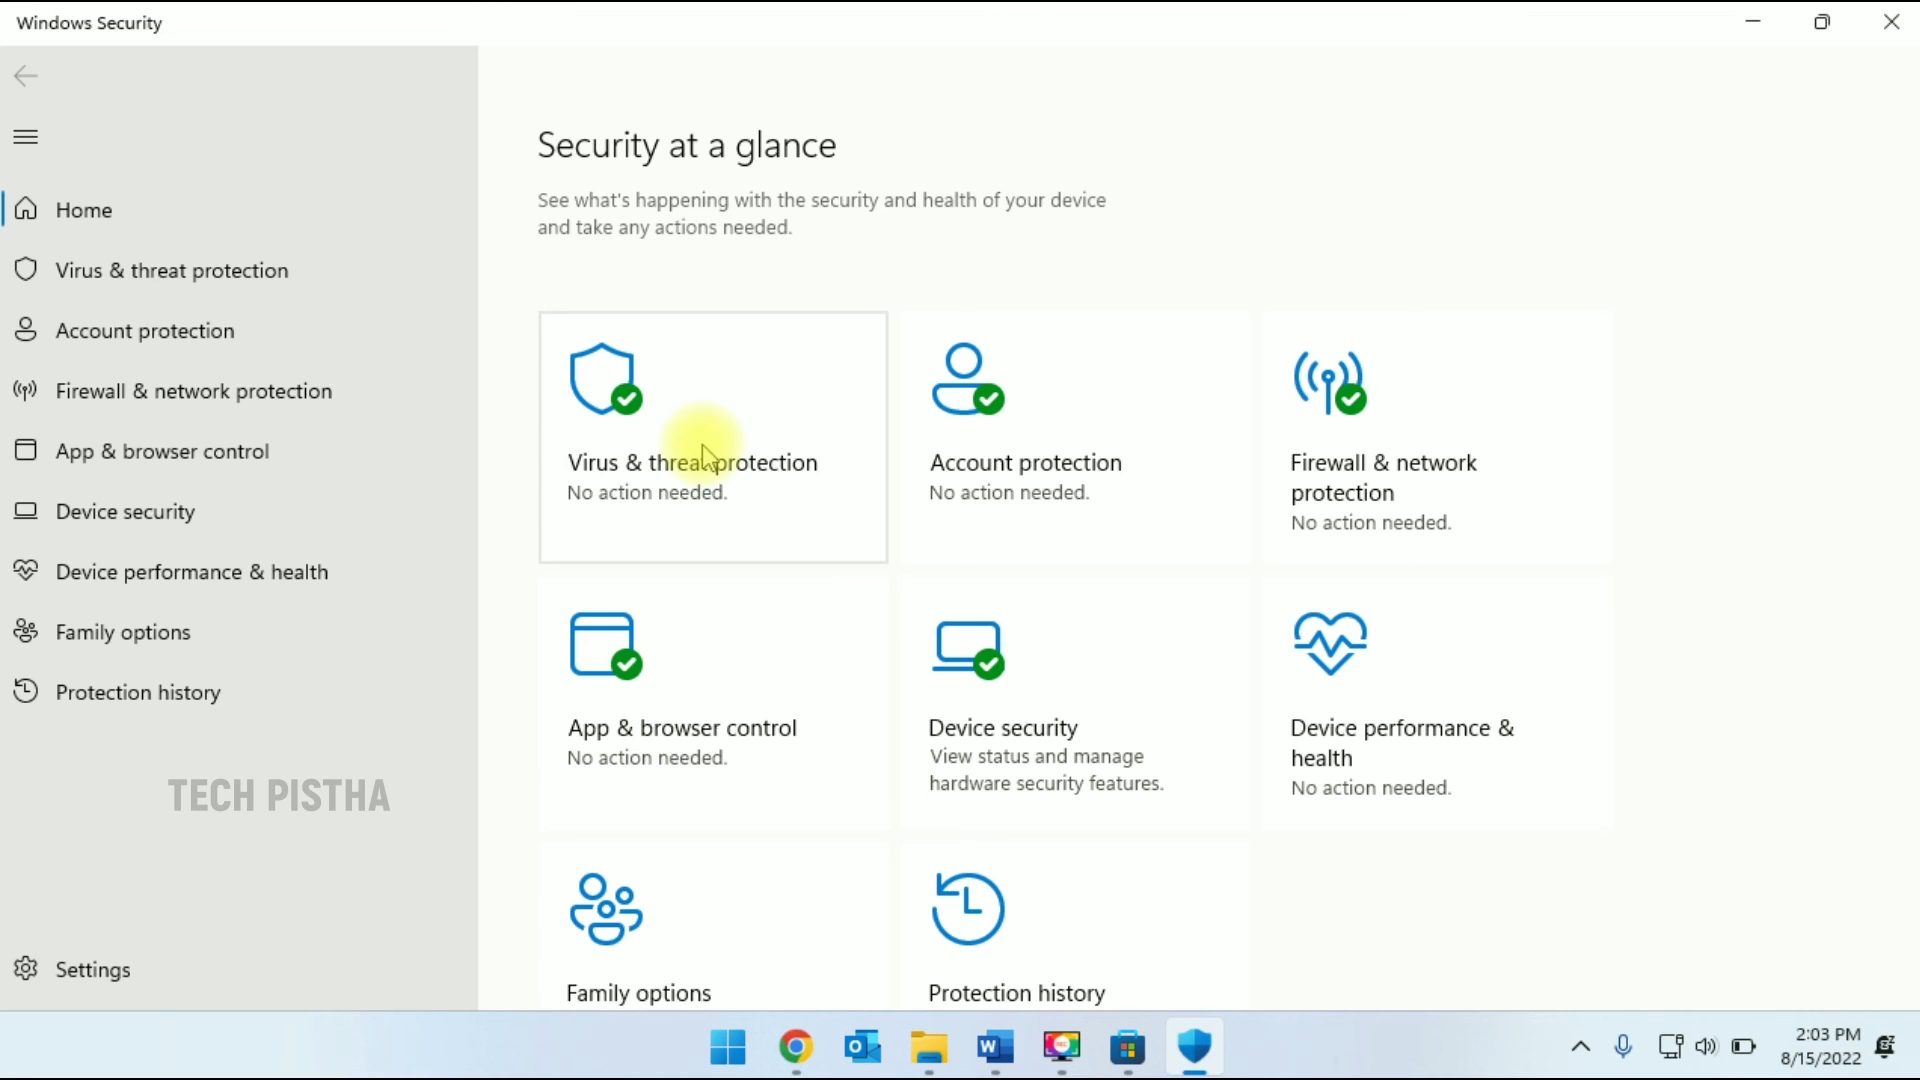 Windows Security
Home
Virus & threat protection
Account protection
Firewall & network protection
App & browser control
Device security
Device performance & health
Family options
Protection history
TECH PISTHA
Settings
Security at a glance
See what's happening with the security and health of your device
and take any actions needed.
Virus & threat protection
No action needed.
Account protection
No action needed.
Firewall & network
protection
No action needed.
App & browser control
No action needed.
Device security
View status and manage
hardware security features.
Device performance &
health
No action needed.
Family options
Protection history
2:03 PM
8/15/2022